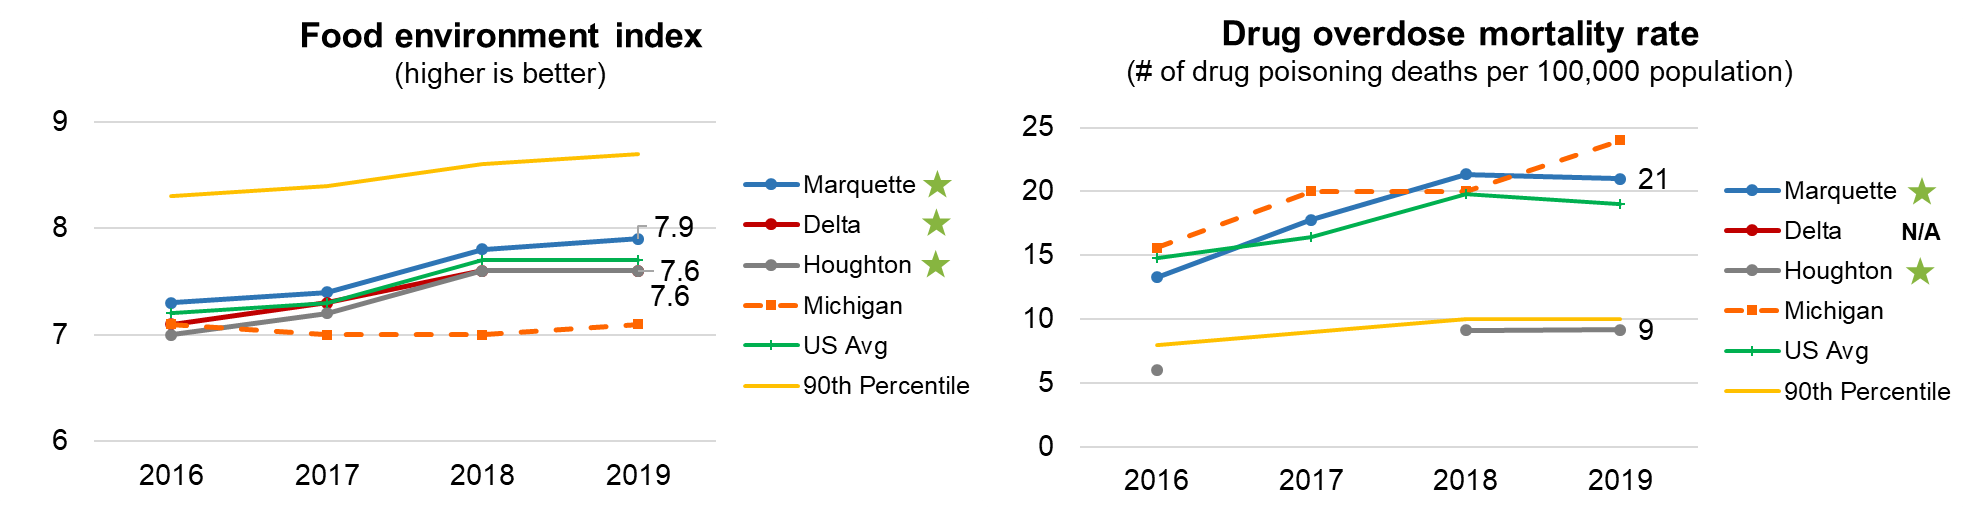 Food environment index
(higher is better)
9
8
7
6
2016 2017 2018 2019
7.9
7.6
7.6
Marquette
Delta
Houghton
Michigan
US Avg
90th Percentile
Drug overdose mortality rate
(# of drug poisoning deaths per 100,000 population)
25
20
15
10
5
0
2016 2017 2018 2019
21
9
Marquette
Delta N/A
Houghton
Michigan
US Avg
90th Percentile